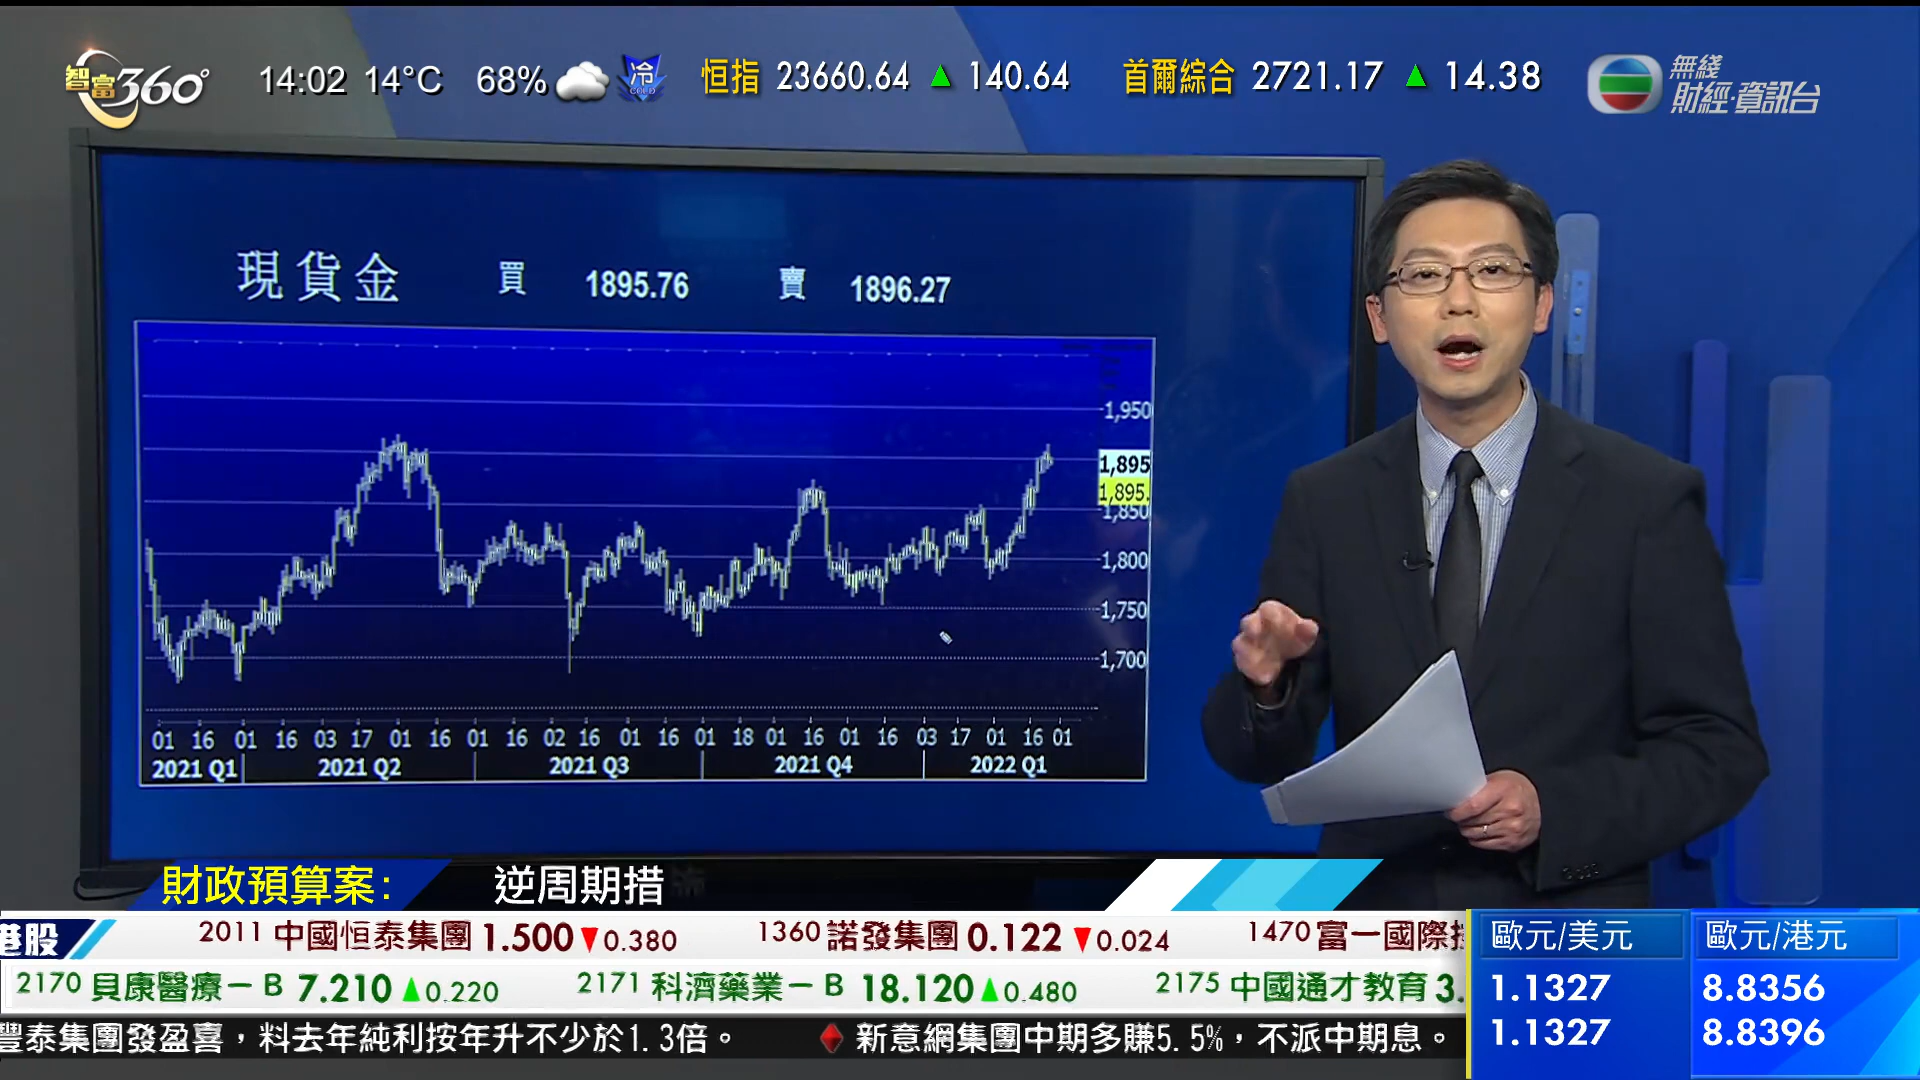 智富360°
14:02 14°C 68% 冷 COLD
恒指 23660.64 ▲ 140.64
首爾綜合 2721.17 ▲ 14.38
無綫
財經·資訊台
現貨金 買 1895.76 賣 1896.27
1,950
1,895
1,895.
1,850
1,800
1,750
1,700
01 16 01 16 03 17 01 16 01 16 02 16 01 16 01 18 01 16 01 16 03 17 01 16 01
2021 Q1 2021 Q2 2021 Q3 2021 Q4 2022 Q1
財政預算案: 逆周期措
港股 2011 中國恒泰集團 1.500 ▼ 0.380 1360 諾發集團 0.122 ▼ 0.024 1470 富一國際
2170 貝康醫療－B 7.210 ▲ 0.220 2171 科濟藥業－B 18.120 ▲ 0.480 2175 中國通才教育 3.
豐泰集團發盈喜，料去年純利按年升不少於1.3倍。 ♦ 新意網集團中期多賺5.5%，不派中期息。
歐元/美元
1.1327
1.1327
歐元/港元
8.8356
8.8396